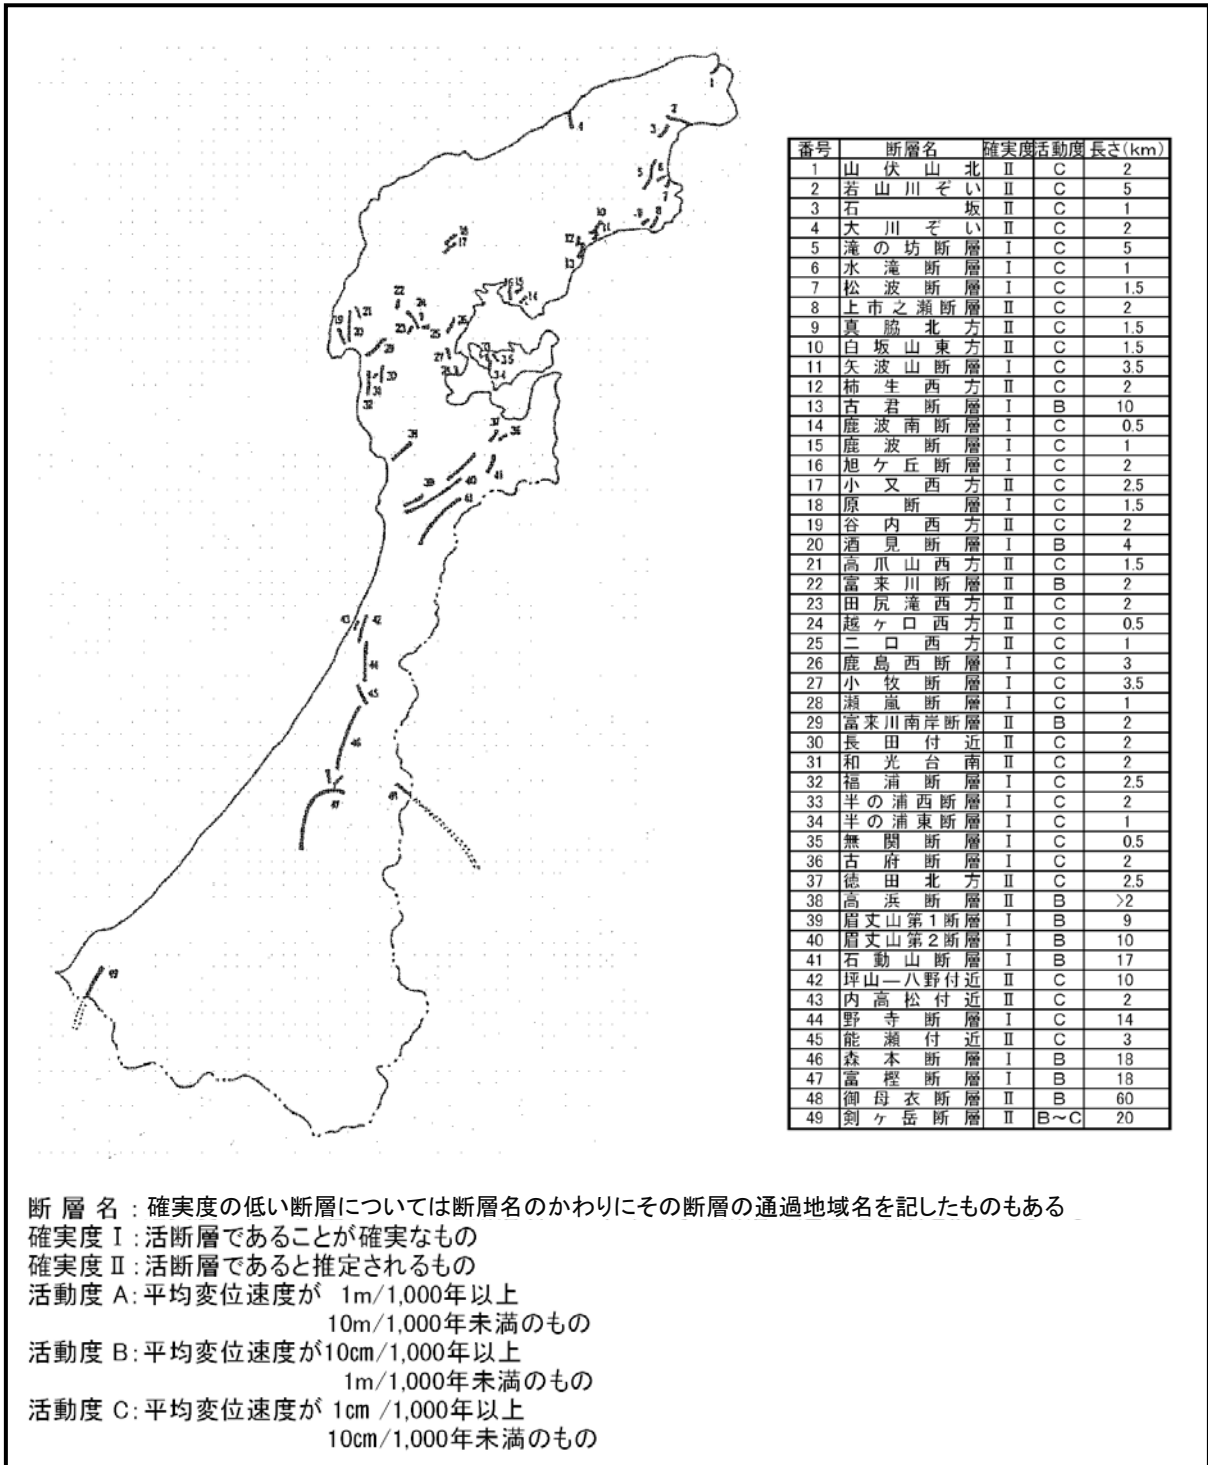 番号 断層名 確実度 活動度 長さ(km)
1 山伏山北 Ⅱ C 2
2 若山川ぞい Ⅱ C 5
3 石坂 Ⅱ C 1
4 大川ぞい Ⅱ C 2
5 滝の坊断層 Ⅰ C 5
6 水滝断層 Ⅰ C 1
7 松波断層 Ⅰ C 1.5
8 上市之瀬断層 Ⅱ C 2
9 真脇北方 Ⅱ C 1.5
10 白坂山東方 Ⅱ C 1.5
11 矢波山断層 Ⅰ C 3.5
12 柿生西方 Ⅱ C 2
13 古君断層 Ⅰ B 10
14 鹿波南断層 Ⅰ C 0.5
15 鹿波断層 Ⅰ C 1
16 旭ケ丘断層 Ⅰ C 2
17 小又西方 Ⅱ C 2.5
18 原断層 Ⅰ C 1.5
19 谷内西方 Ⅱ C 2
20 酒見断層 Ⅰ B 4
21 高爪山西方 Ⅱ C 1.5
22 富来川断層 Ⅱ B 2
23 田尻滝西方 Ⅱ C 2
24 越ヶ口西方 Ⅱ C 0.5
25 二口西方 Ⅱ C 1
26 鹿島西断層 Ⅰ C 3
27 小牧断層 Ⅰ C 3.5
28 瀬嵐断層 Ⅰ C 1
29 富来川南岸断層 Ⅱ B 2
30 長田付近 Ⅱ C 2
31 和光台南 Ⅱ C 2
32 福浦断層 Ⅰ C 2.5
33 半の浦西断層 Ⅰ C 2
34 半の浦東断層 Ⅰ C 1
35 無関断層 Ⅰ C 0.5
36 古府断層 Ⅰ C 2
37 徳田北方 Ⅱ C 2.5
38 高浜断層 Ⅱ B >2
39 眉丈山第1断層 Ⅰ B 9
40 眉丈山第2断層 Ⅰ B 10
41 石動山断層 Ⅰ B 17
42 坪山―八野付近 Ⅱ C 10
43 内高松付近 Ⅱ C 2
44 野寺断層 Ⅰ C 14
45 能瀬付近 Ⅱ C 3
46 森本断層 Ⅰ B 18
47 富樫断層 Ⅰ B 18
48 御母衣断層 Ⅱ B 60
49 剣ヶ岳断層 Ⅱ B～C 20
断層名：確実度の低い断層については断層名のかわりにその断層の通過地域名を記したものもある
確実度Ⅰ：活断層であることが確実なもの
確実度Ⅱ：活断層であると推定されるもの
活動度 A：平均変位速度が 1m/1,000年以上
10m/1,000年未満のもの
活動度 B：平均変位速度が10cm/1,000年以上
1m/1,000年未満のもの
活動度 C：平均変位速度が 1cm /1,000年以上
10cm/1,000年未満のもの